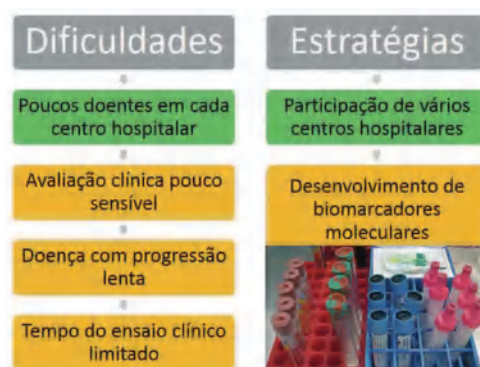 Dificuldades
Poucos doentes em cada
centro hospitalar
Avaliação clínica pouco
sensível
Doença com progressão
lenta
Tempo do ensaio clínico
limitado
Estratégias
Participação de vários
centros hospitalares
Desenvolvimento de
biomarcadores
moleculares